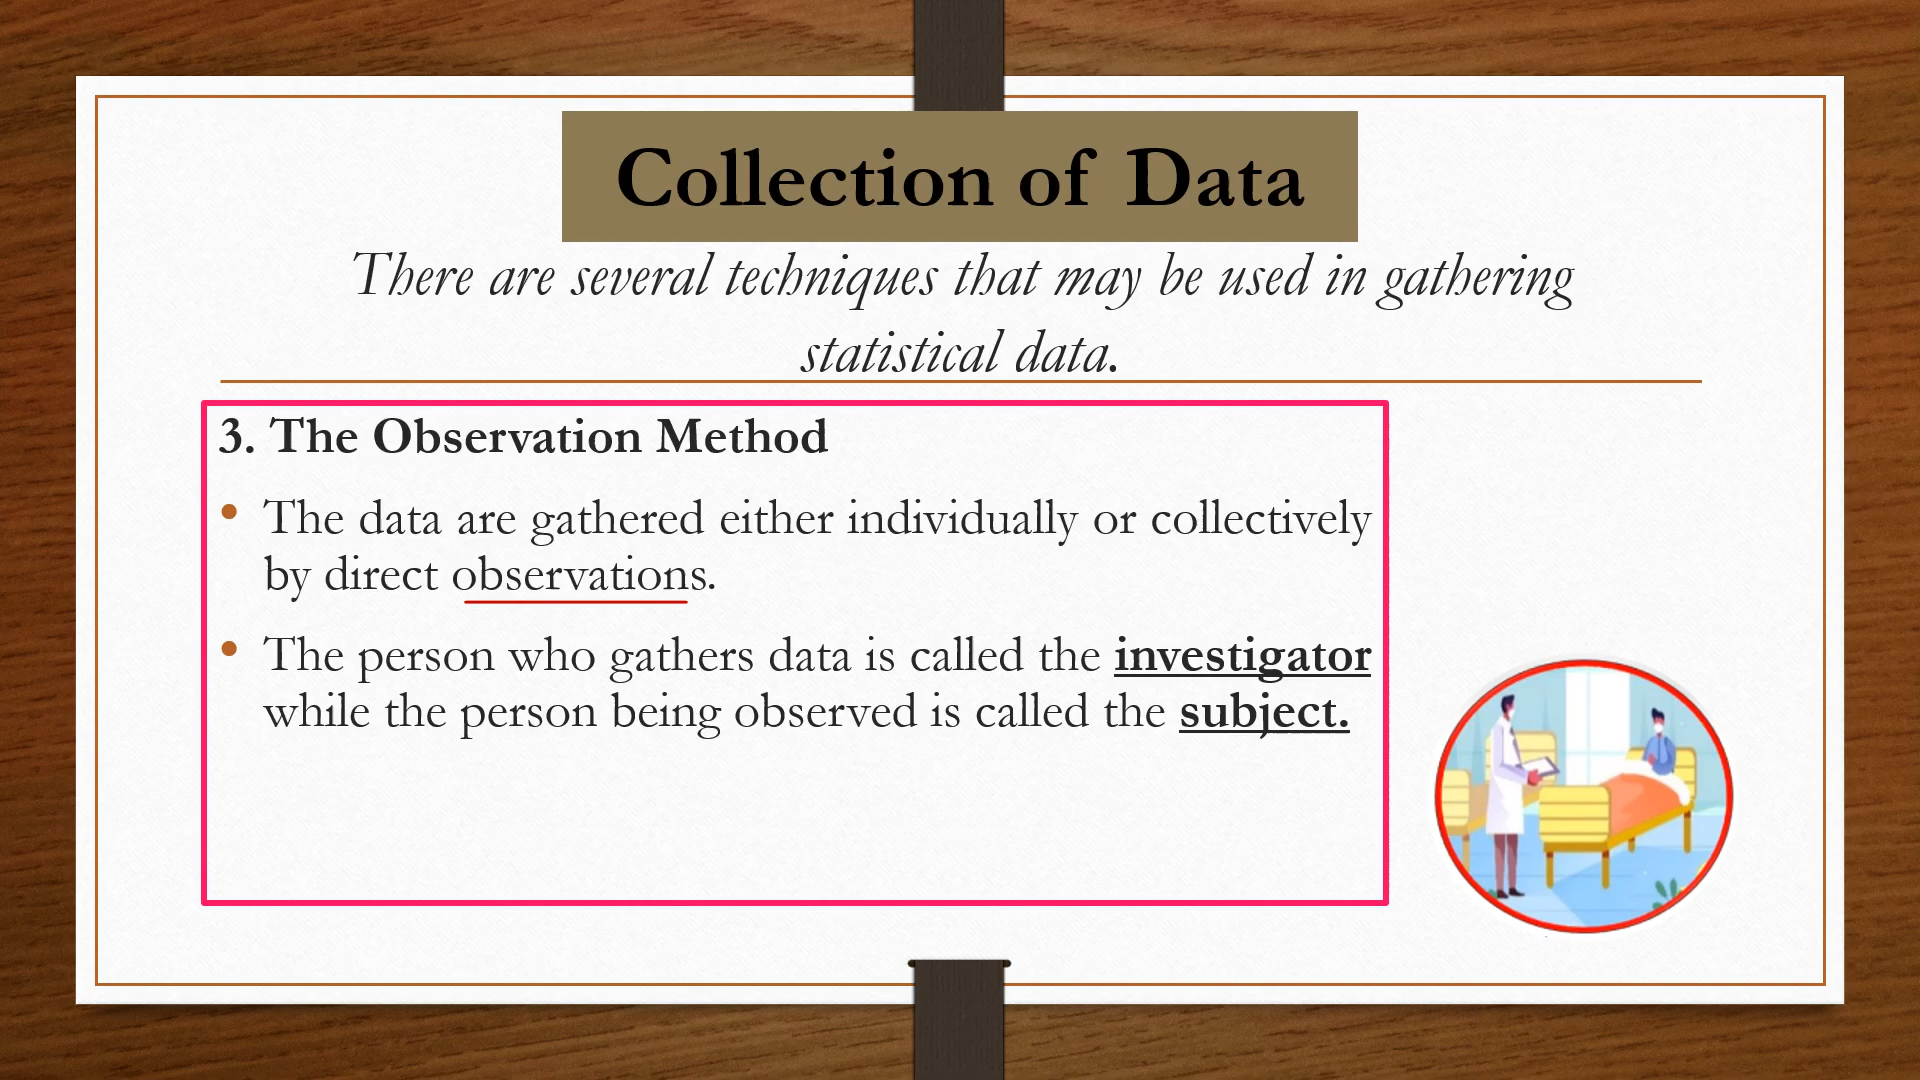 Collection of Data
There are several techniques that may be used in gathering
statistical data.
3. The Observation Method
• The data are gathered either individually or collectively
by direct observations.
• The person who gathers data is called the investigator
while the person being observed is called the subject.